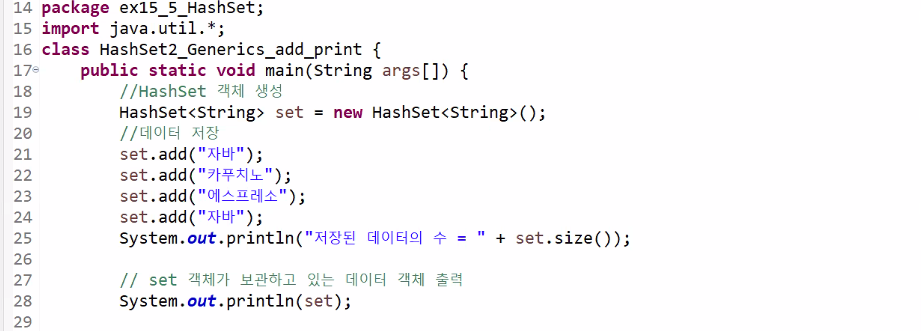 14 package ex15_5_HashSet;
15 import java.util.*;
16 class HashSet2_Generics_add_print {
17 public static void main(String args[]) {
18 //HashSet 객체 생성
19 HashSet<String> set = new HashSet<String>();
20 //데이터 저장
21 set.add("자바");
22 set.add("카푸치노");
23 set.add("에스프레소");
24 set.add("자바");
25 System.out.println("저장된 데이터의 수 = " + set.size());
26
27 // set 객체가 보관하고 있는 데이터 객체 출력
28 System.out.println(set);
29